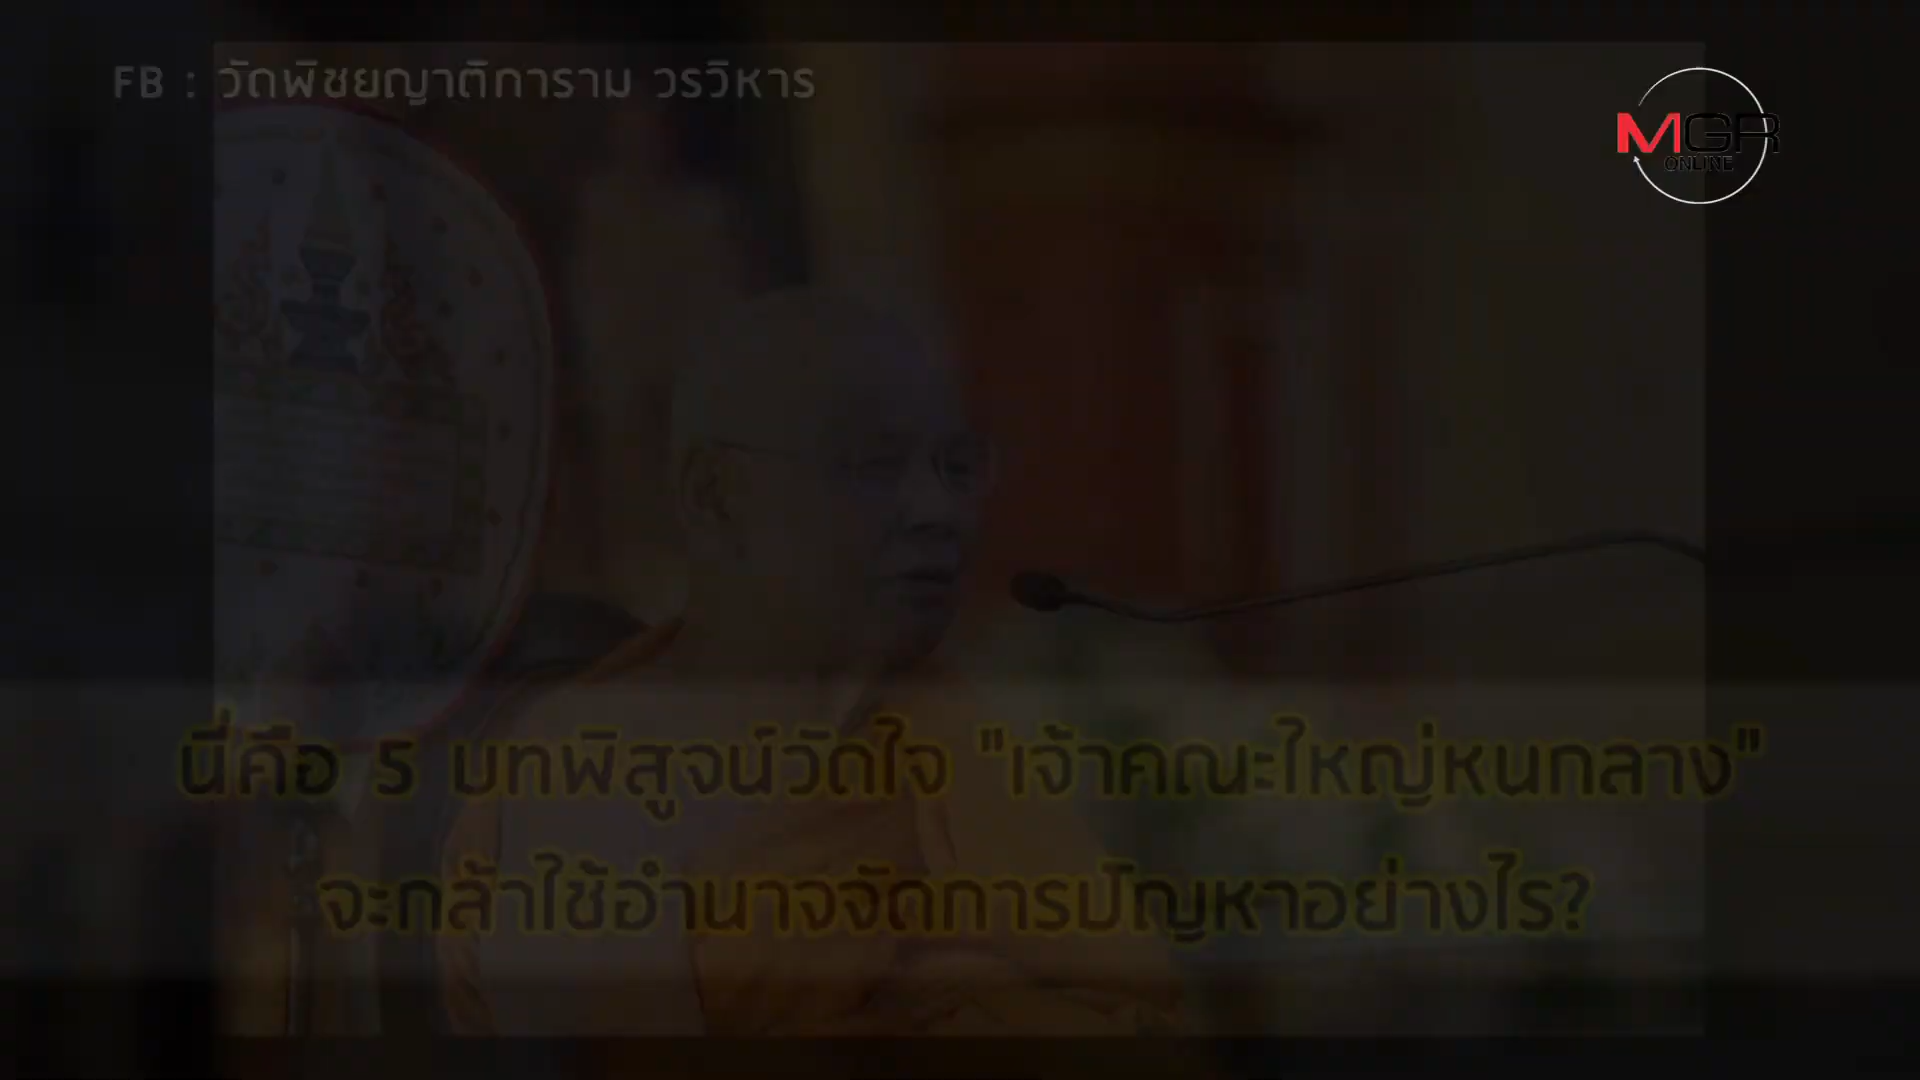 FB : วัดพิชยญาติการาม วรวิหาร
MGR
ONLINE
นี่คือ 5 บทพิสูจน์วัดใจ "เจ้าคณะใหญ่หนกลาง"
จะกล้าใช้อำนาจจัดการปัญหาอย่างไร?